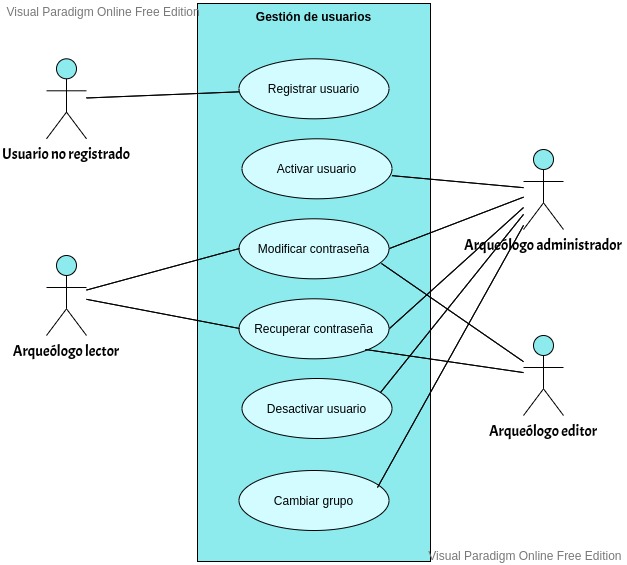 Visual Paradigm Online Free Edition
Gestión de usuarios
Registrar usuario
Usuario no registrado
Activar usuario
Modificar contraseña
Arqueólogo administrador
Recuperar contraseña
Arqueólogo lector
Desactivar usuario
Arqueólogo editor
Cambiar grupo
Visual Paradigm Online Free Edition